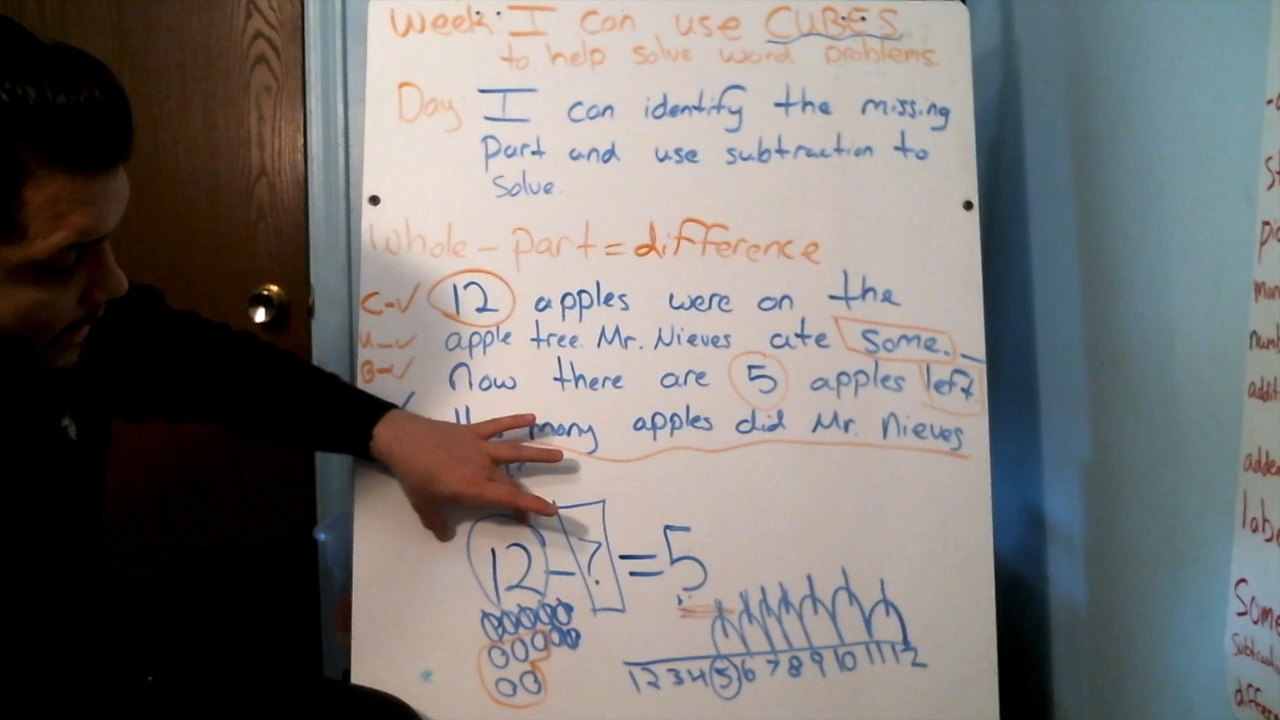 Week: I can use CUBES
to help solve word problems.
Day I can identify the missing
part and use subtraction to
solve.
Whole - part = difference
C-✓ 12 apples were on the
U-✓ apple tree. Mr. Nieves ate some.
B-✓ Now there are 5 apples left.
many apples did Mr. Nieves
12 - ? = 5
1 2 3 4 5 6 7 8 9 10 11 12
Some